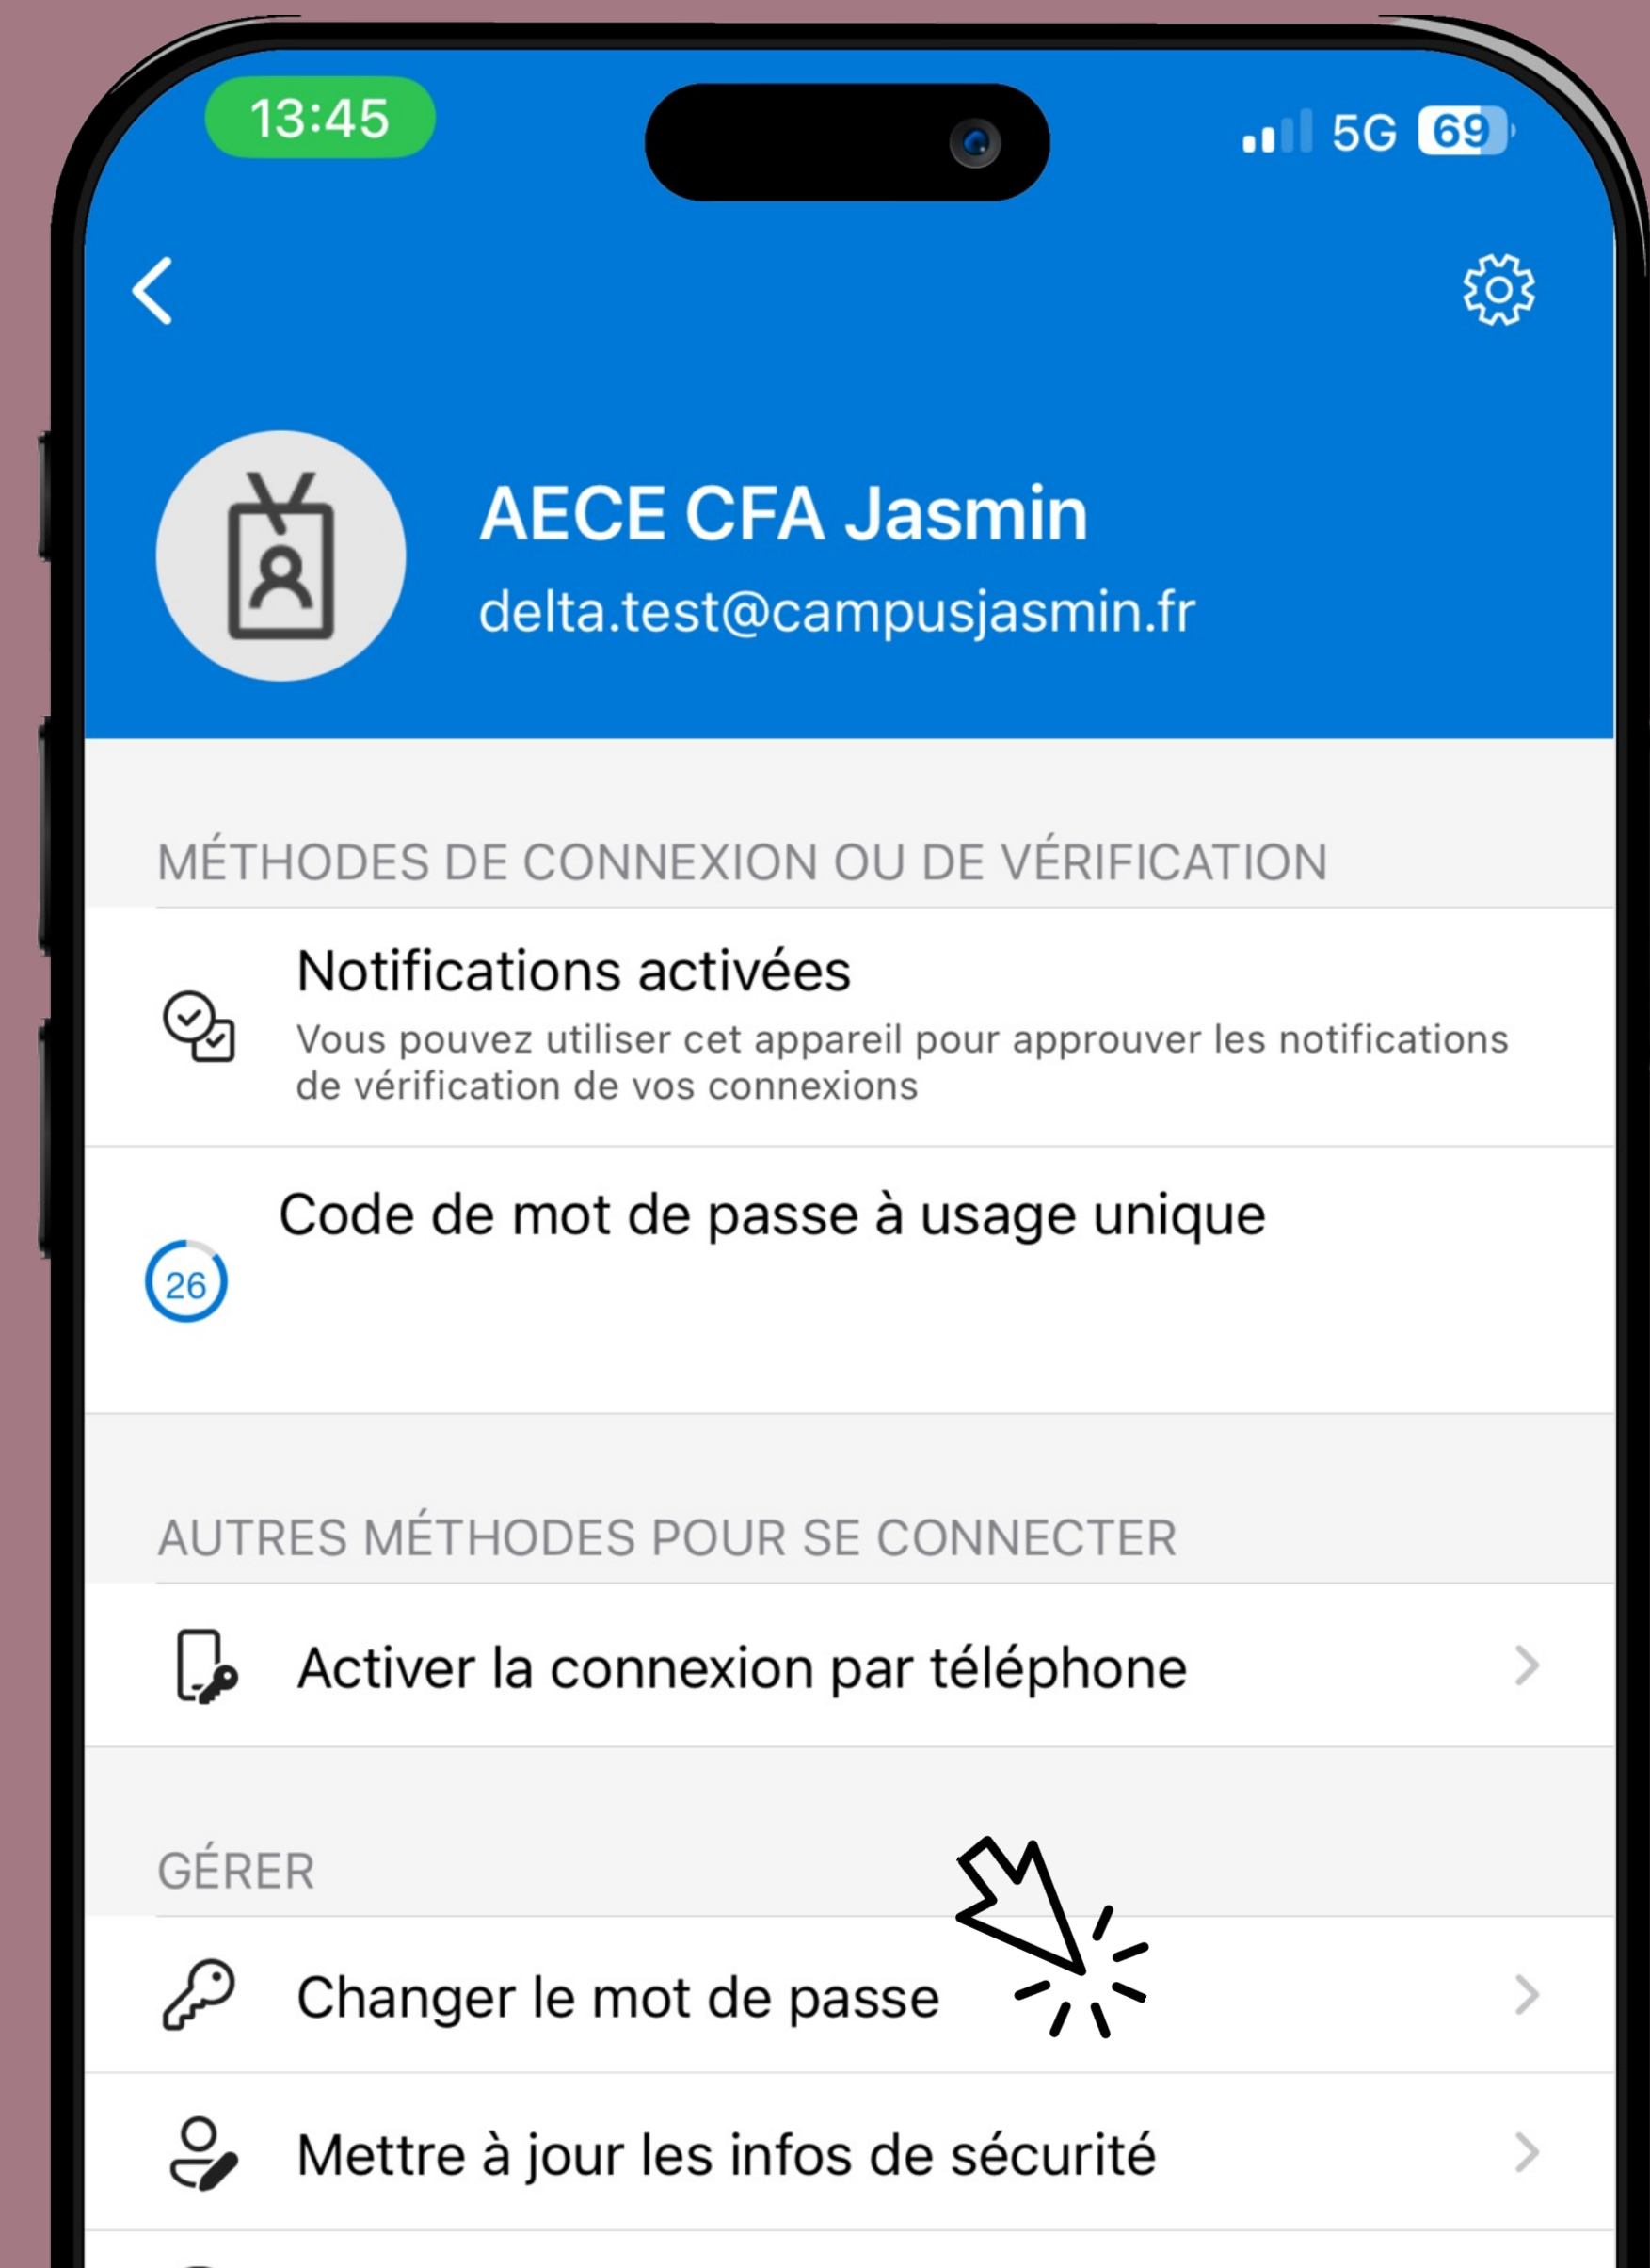 13:45
5G 69
AECE CFA Jasmin
delta.test@campusjasmin.fr
MÉTHODES DE CONNEXION OU DE VÉRIFICATION
Notifications activées
Vous pouvez utiliser cet appareil pour approuver les notifications
de vérification de vos connexions
Code de mot de passe à usage unique
26
AUTRES MÉTHODES POUR SE CONNECTER
Activer la connexion par téléphone
GÉRER
Changer le mot de passe
Mettre à jour les infos de sécurité